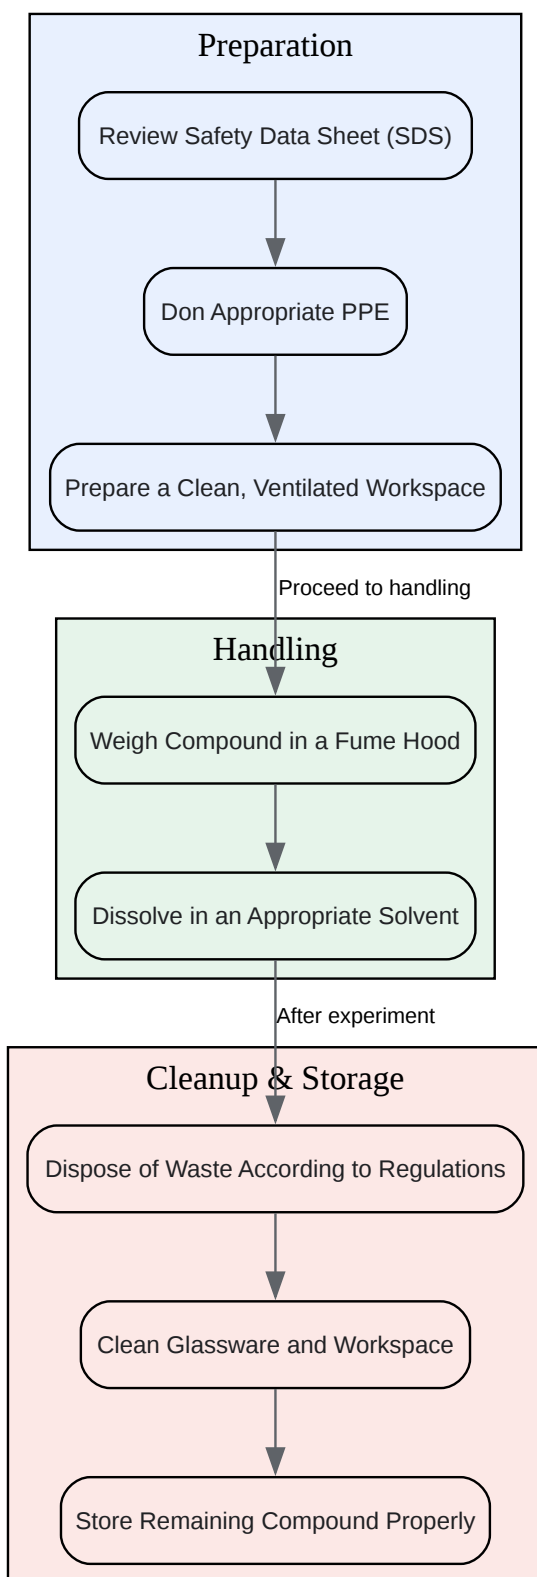 Preparation
Review Safety Data Sheet (SDS)
Don Appropriate PPE
Prepare a Clean, Ventilated Workspace
Proceed to handling
Handling
Weigh Compound in a Fume Hood
Dissolve in an Appropriate Solvent
After experiment
Cleanup & Storage
Dispose of Waste According to Regulations
Clean Glassware and Workspace
Store Remaining Compound Properly